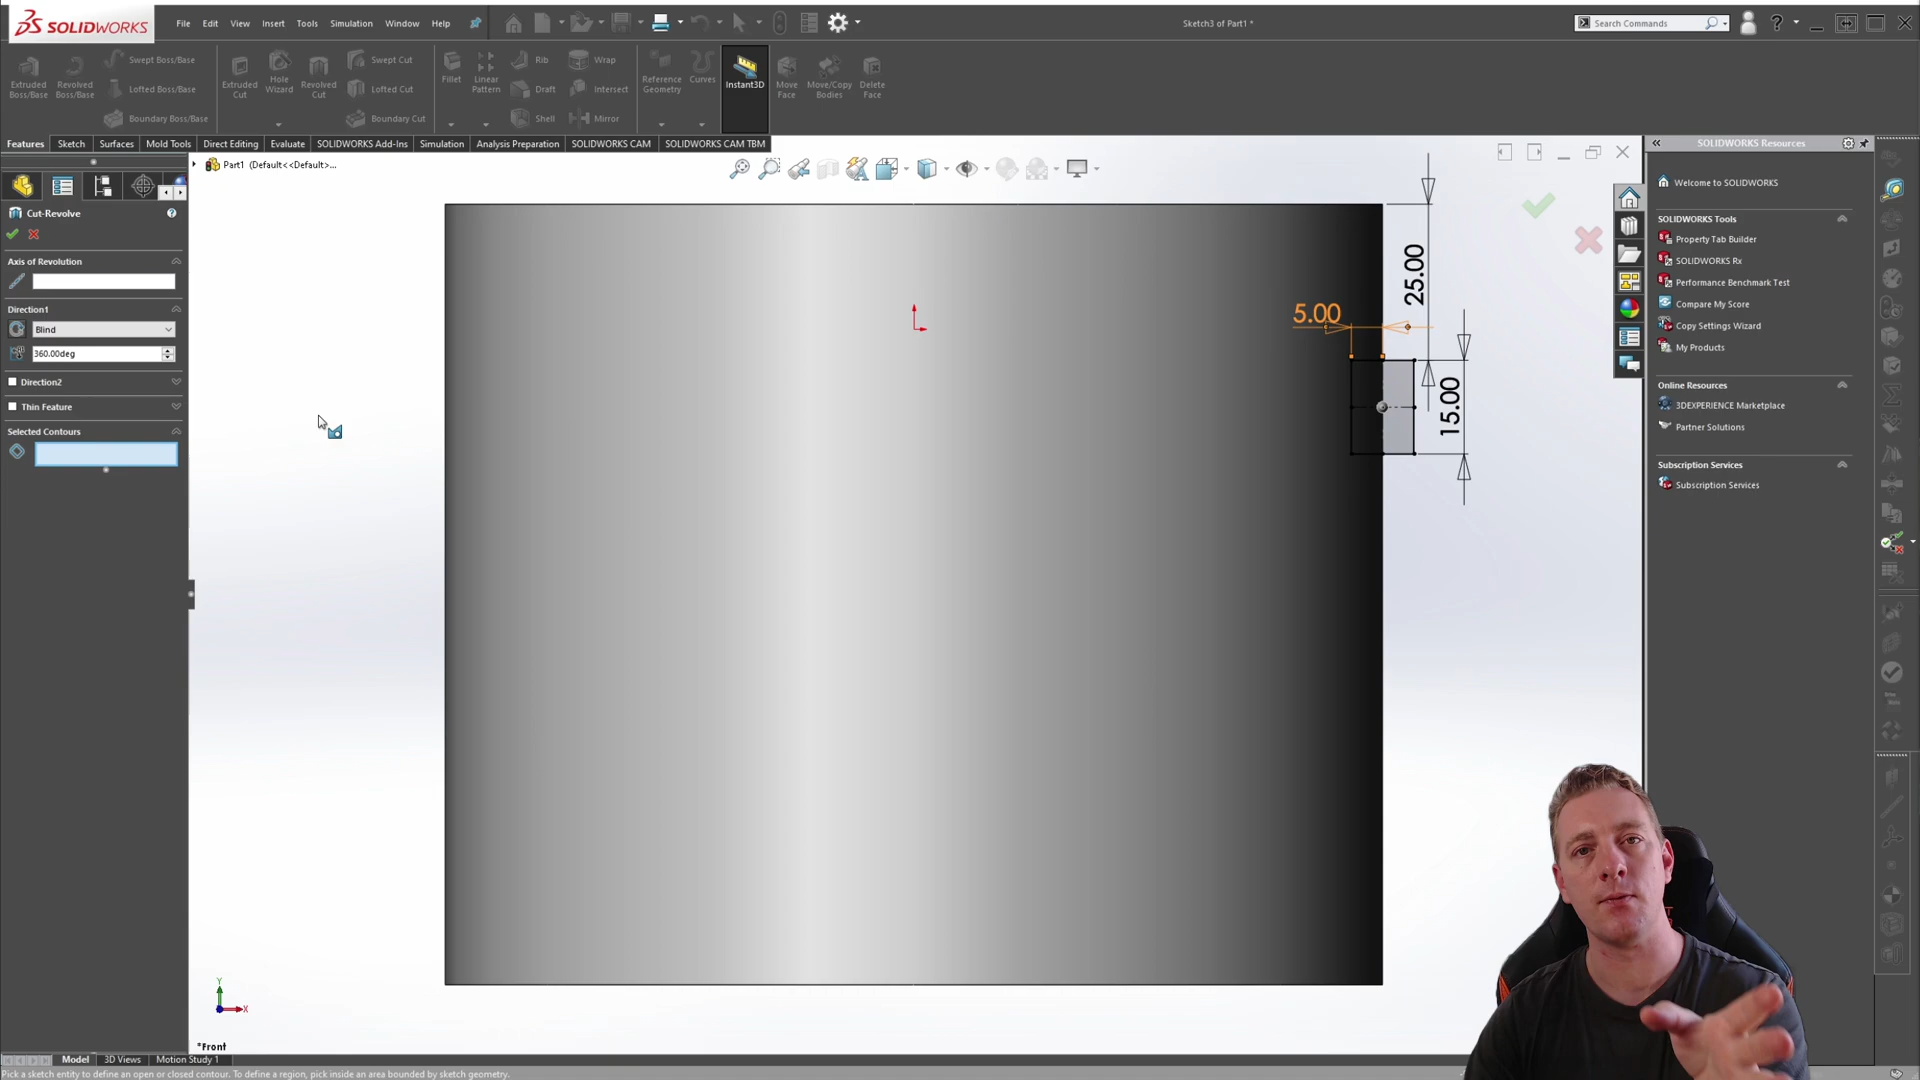 SOLIDWORKS
File Edit View Insert Tools Simulation Window Help
Sketch3 of Part1 *
Search Commands
Extruded Boss/Base
Revolved Boss/Base
Swept Boss/Base
Lofted Boss/Base
Boundary Boss/Base
Extruded Cut
Hole Wizard
Revolved Cut
Swept Cut
Lofted Cut
Boundary Cut
Fillet
Linear Pattern
Rib
Draft
Shell
Wrap
Intersect
Mirror
Reference Geometry
Curves
Instant3D
Move Face
Move/Copy Bodies
Delete Face
Features Sketch Surfaces Mold Tools Direct Editing Evaluate SOLIDWORKS Add-Ins Simulation Analysis Preparation SOLIDWORKS CAM SOLIDWORKS CAM TBM
Part1 (Default<<Default>...
Cut-Revolve
Axis of Revolution
Direction1
Blind
360.00deg
Direction2
Thin Feature
Selected Contours
25.00
5.00
15.00
Y
X
*Front
SOLIDWORKS Resources
Welcome to SOLIDWORKS
SOLIDWORKS Tools
Property Tab Builder
SOLIDWORKS Rx
Performance Benchmark Test
Compare My Score
Copy Settings Wizard
My Products
Online Resources
3DEXPERIENCE Marketplace
Partner Solutions
Subscription Services
Subscription Services
Model 3D Views Motion Study 1
Pick a sketch entity to define an open or closed contour. To define a region, pick inside an area bounded by sketch geometry.